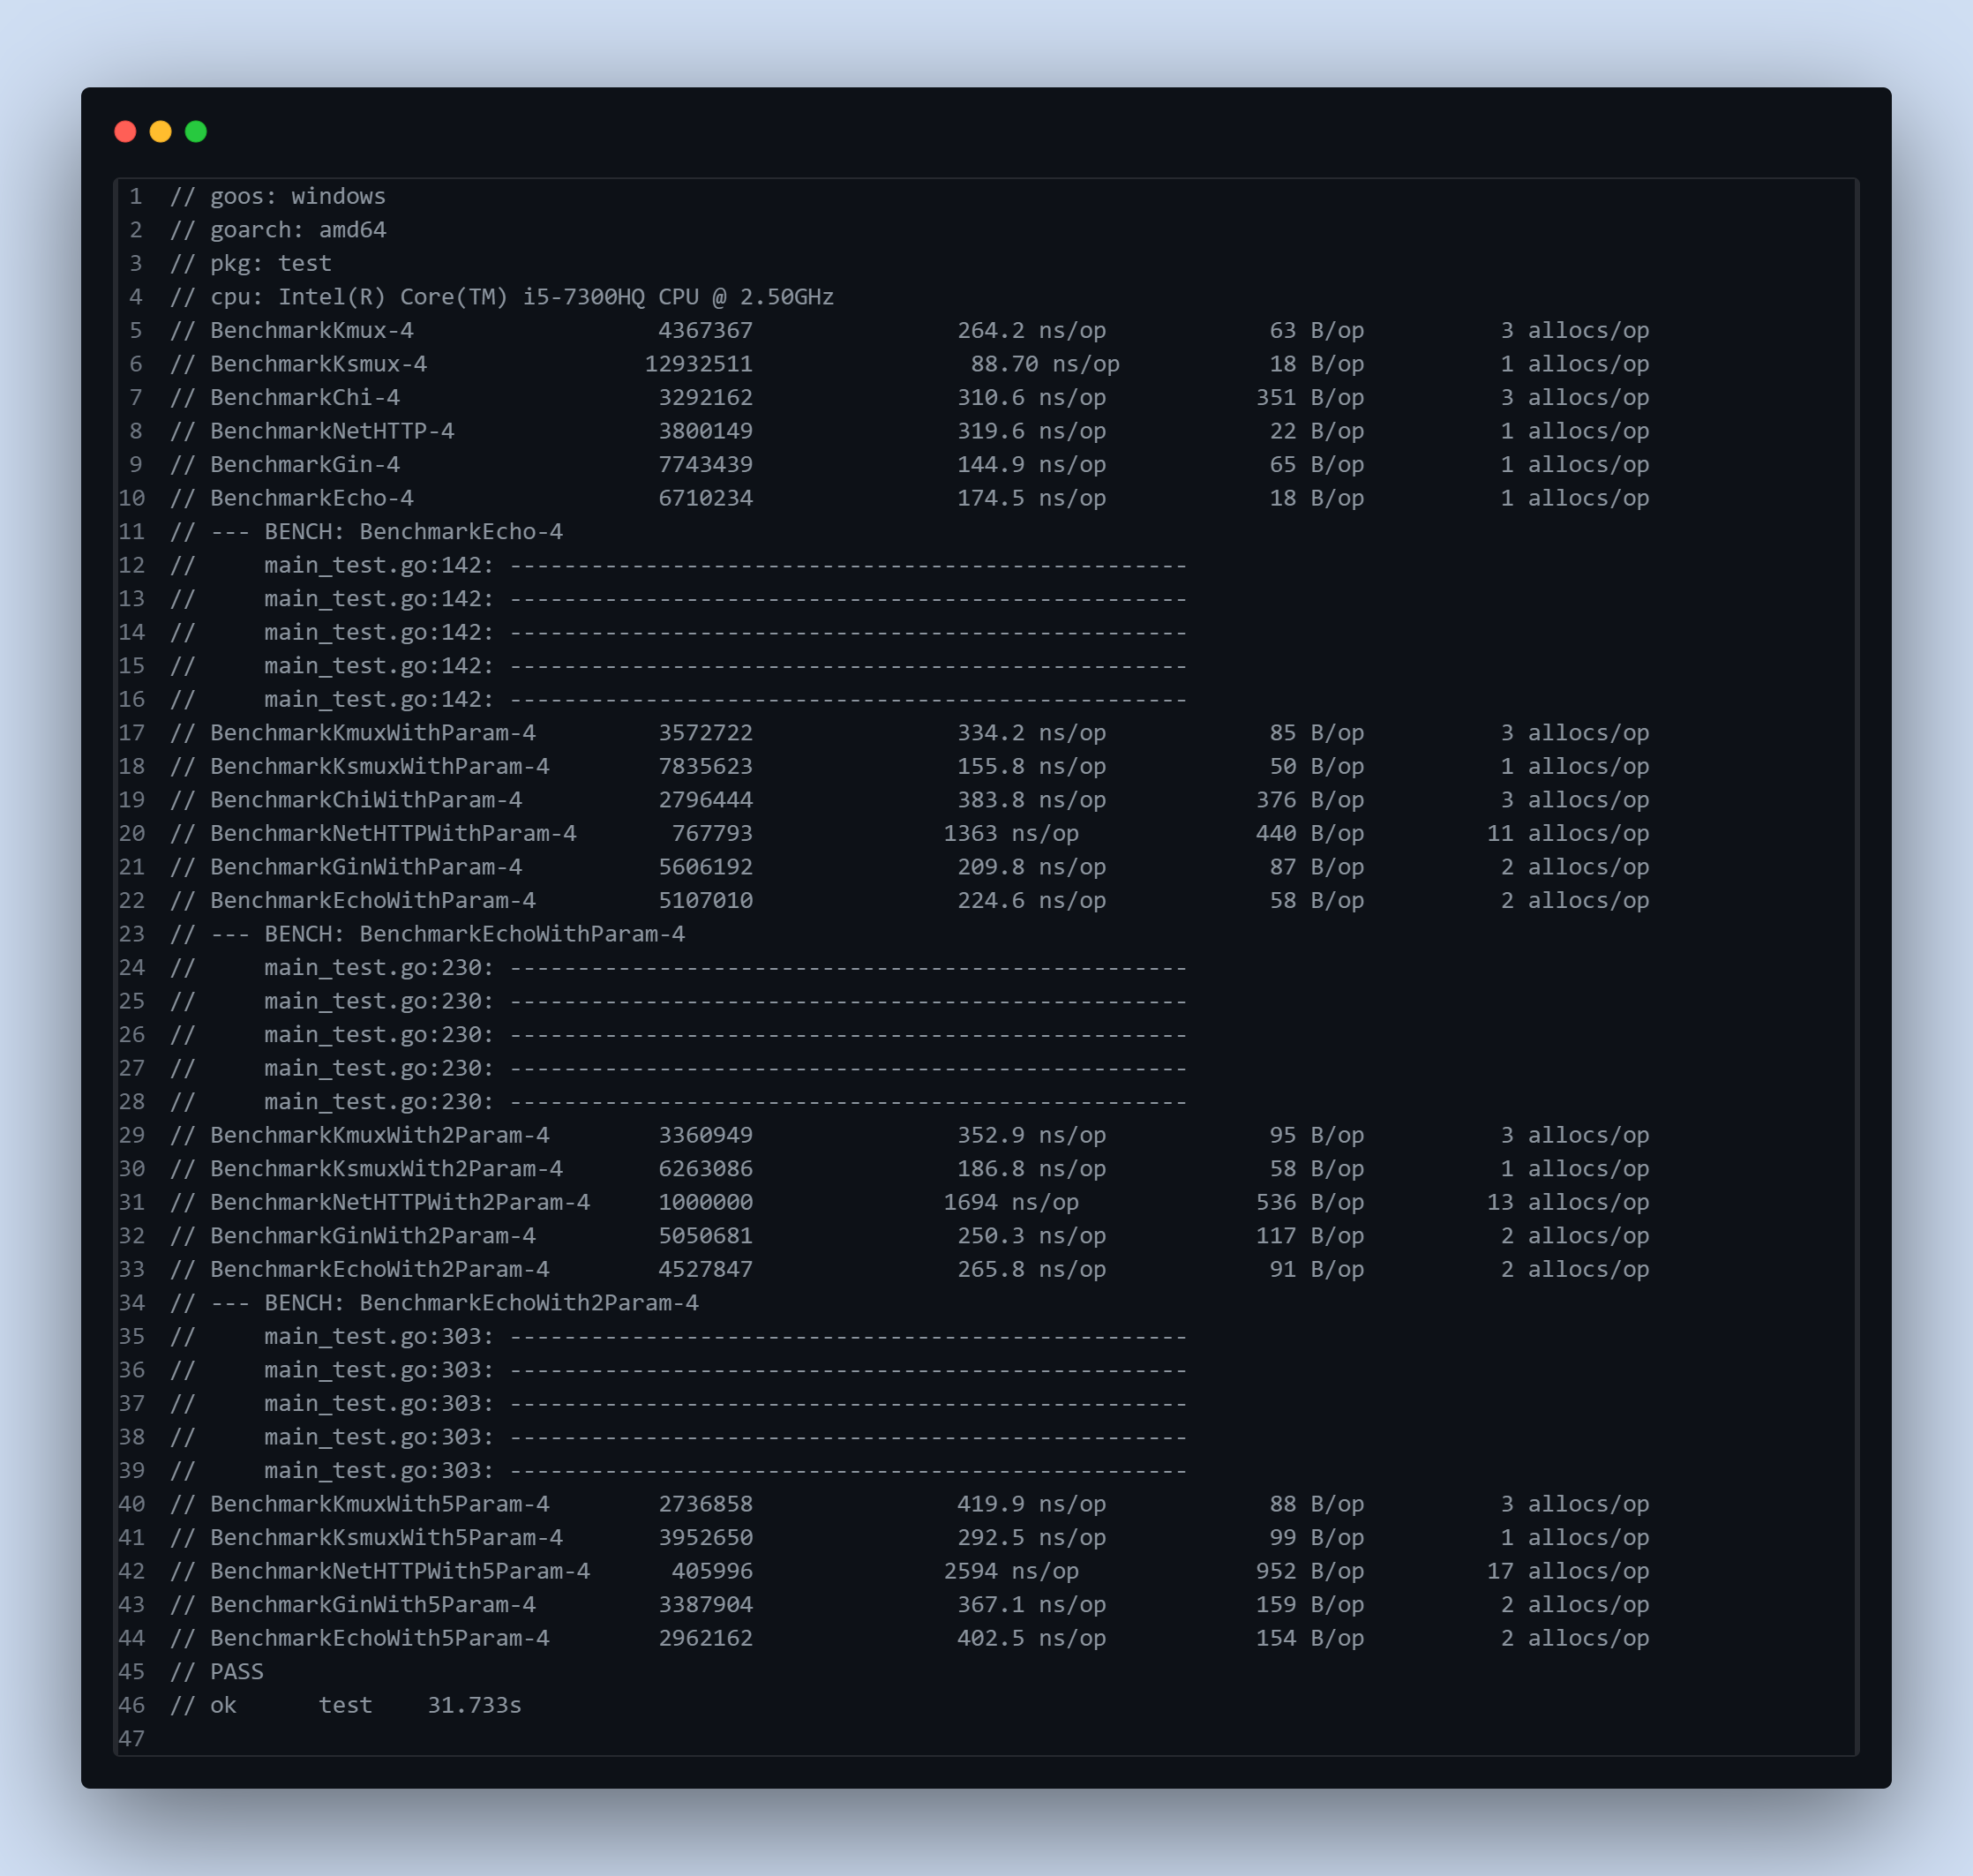 1 // goos: windows
2 // goarch: amd64
3 // pkg: test
4 // cpu: Intel(R) Core(TM) i5-7300HQ CPU @ 2.50GHz
5 // BenchmarkKmux-4                  4367367               264.2 ns/op            63 B/op          3 allocs/op
6 // BenchmarkKsmux-4                12932511                88.70 ns/op           18 B/op          1 allocs/op
7 // BenchmarkChi-4                   3292162               310.6 ns/op           351 B/op          3 allocs/op
8 // BenchmarkNetHTTP-4               3800149               319.6 ns/op            22 B/op          1 allocs/op
9 // BenchmarkGin-4                   7743439               144.9 ns/op            65 B/op          1 allocs/op
10 // BenchmarkEcho-4                  6710234               174.5 ns/op            18 B/op          1 allocs/op
11 // --- BENCH: BenchmarkEcho-4
12 //     main_test.go:142: --------------------------------------------------
13 //     main_test.go:142: --------------------------------------------------
14 //     main_test.go:142: --------------------------------------------------
15 //     main_test.go:142: --------------------------------------------------
16 //     main_test.go:142: --------------------------------------------------
17 // BenchmarkKmuxWithParam-4         3572722               334.2 ns/op            85 B/op          3 allocs/op
18 // BenchmarkKsmuxWithParam-4        7835623               155.8 ns/op            50 B/op          1 allocs/op
19 // BenchmarkChiWithParam-4          2796444               383.8 ns/op           376 B/op          3 allocs/op
20 // BenchmarkNetHTTPWithParam-4       767793              1363 ns/op             440 B/op         11 allocs/op
21 // BenchmarkGinWithParam-4          5606192               209.8 ns/op            87 B/op          2 allocs/op
22 // BenchmarkEchoWithParam-4         5107010               224.6 ns/op            58 B/op          2 allocs/op
23 // --- BENCH: BenchmarkEchoWithParam-4
24 //     main_test.go:230: --------------------------------------------------
25 //     main_test.go:230: --------------------------------------------------
26 //     main_test.go:230: --------------------------------------------------
27 //     main_test.go:230: --------------------------------------------------
28 //     main_test.go:230: --------------------------------------------------
29 // BenchmarkKmuxWith2Param-4        3360949               352.9 ns/op            95 B/op          3 allocs/op
30 // BenchmarkKsmuxWith2Param-4       6263086               186.8 ns/op            58 B/op          1 allocs/op
31 // BenchmarkNetHTTPWith2Param-4     1000000              1694 ns/op             536 B/op         13 allocs/op
32 // BenchmarkGinWith2Param-4         5050681               250.3 ns/op           117 B/op          2 allocs/op
33 // BenchmarkEchoWith2Param-4        4527847               265.8 ns/op            91 B/op          2 allocs/op
34 // --- BENCH: BenchmarkEchoWith2Param-4
35 //     main_test.go:303: --------------------------------------------------
36 //     main_test.go:303: --------------------------------------------------
37 //     main_test.go:303: --------------------------------------------------
38 //     main_test.go:303: --------------------------------------------------
39 //     main_test.go:303: --------------------------------------------------
40 // BenchmarkKmuxWith5Param-4        2736858               419.9 ns/op            88 B/op          3 allocs/op
41 // BenchmarkKsmuxWith5Param-4       3952650               292.5 ns/op            99 B/op          1 allocs/op
42 // BenchmarkNetHTTPWith5Param-4      405996              2594 ns/op             952 B/op         17 allocs/op
43 // BenchmarkGinWith5Param-4         3387904               367.1 ns/op           159 B/op          2 allocs/op
44 // BenchmarkEchoWith5Param-4        2962162               402.5 ns/op           154 B/op          2 allocs/op
45 // PASS
46 // ok      test    31.733s
47